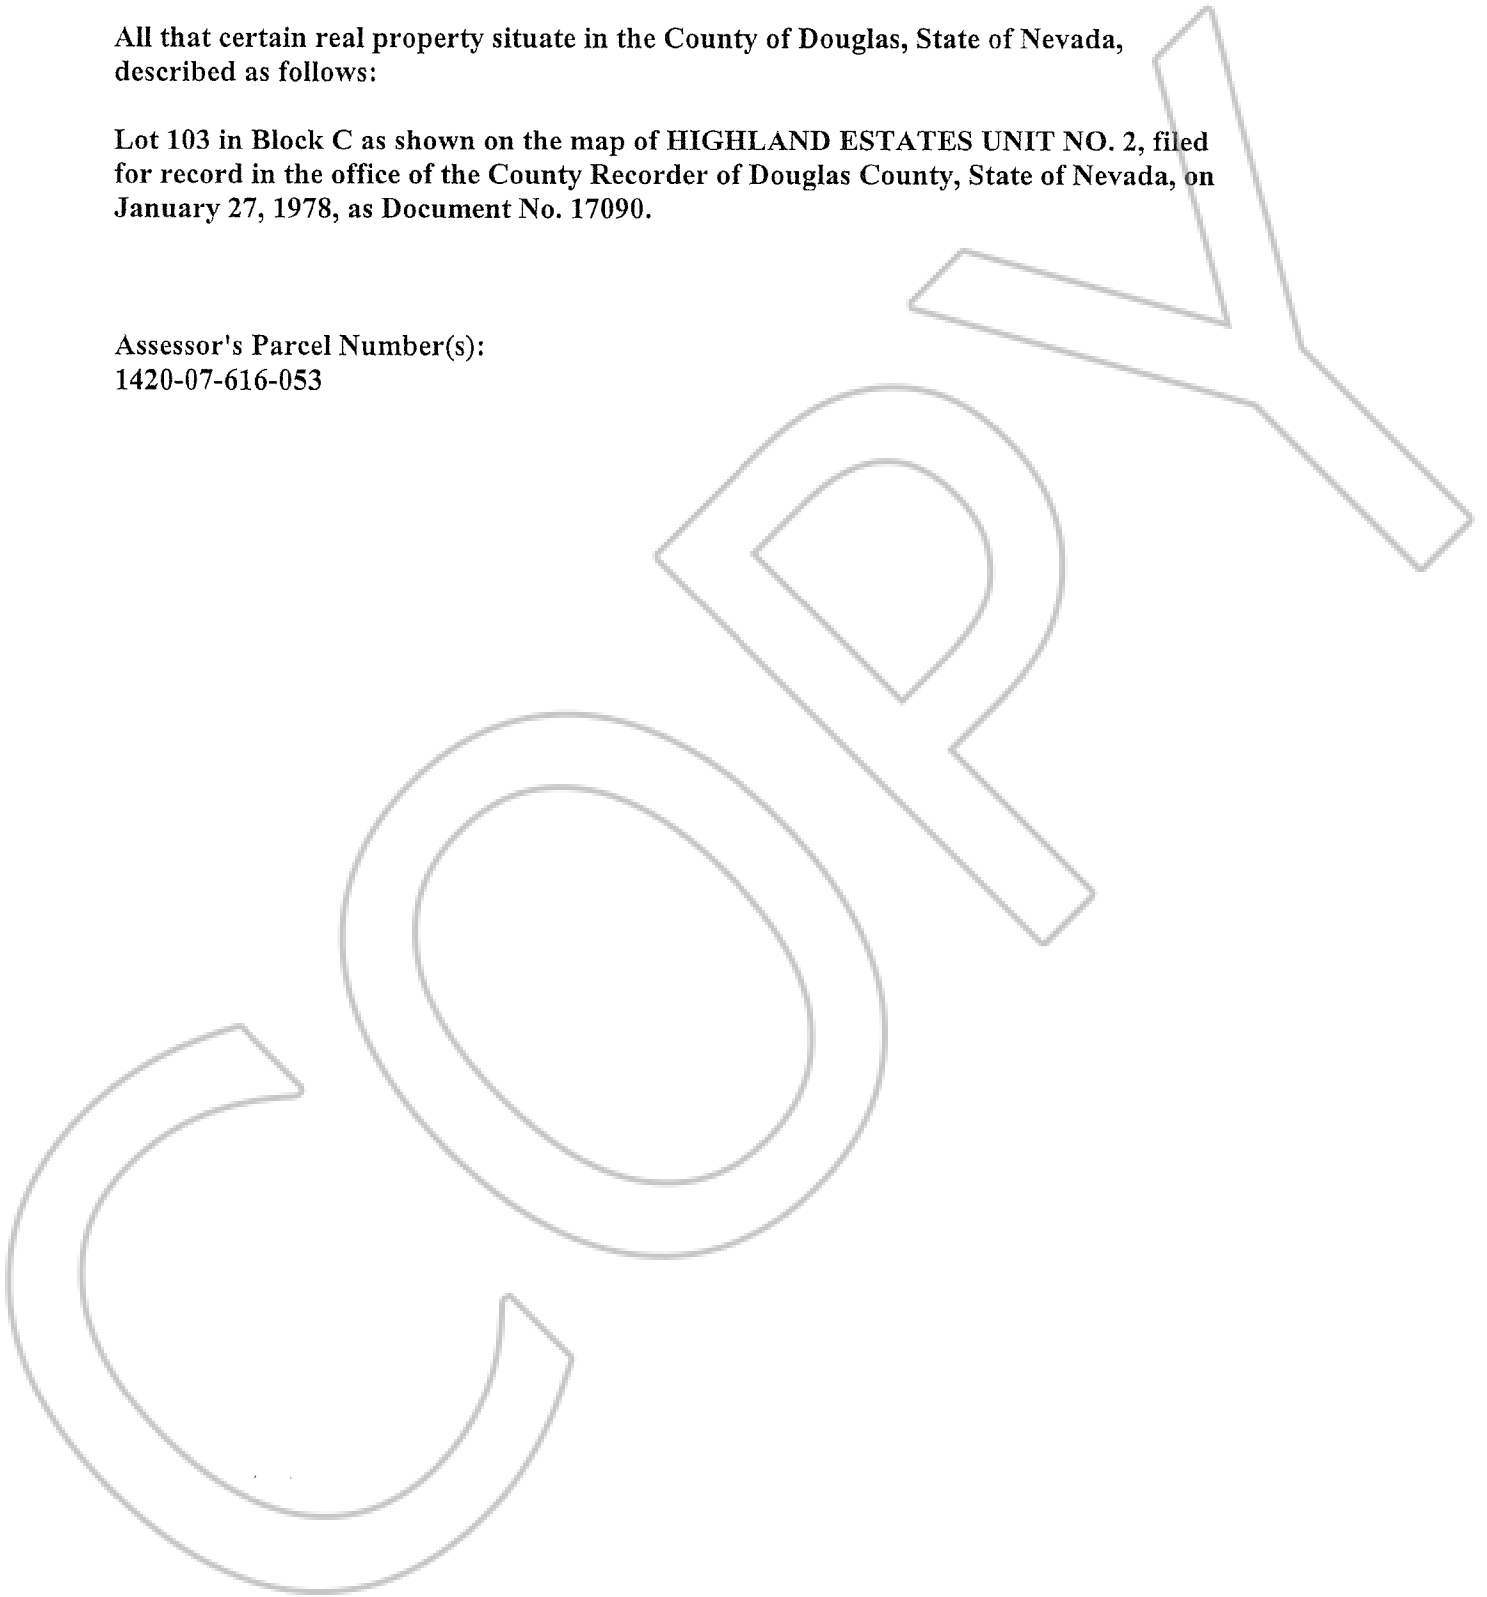 All that certain real property situate in the County of Douglas, State of Nevada,
described as follows:
Lot 103 in Block C as shown on the map of HIGHLAND ESTATES UNIT NO. 2, filed
for record in the office of the County Recorder of Douglas County, State of Nevada, on
January 27, 1978, as Document No. 17090.
Assessor's Parcel Number(s):
1420-07-616-053
COPY